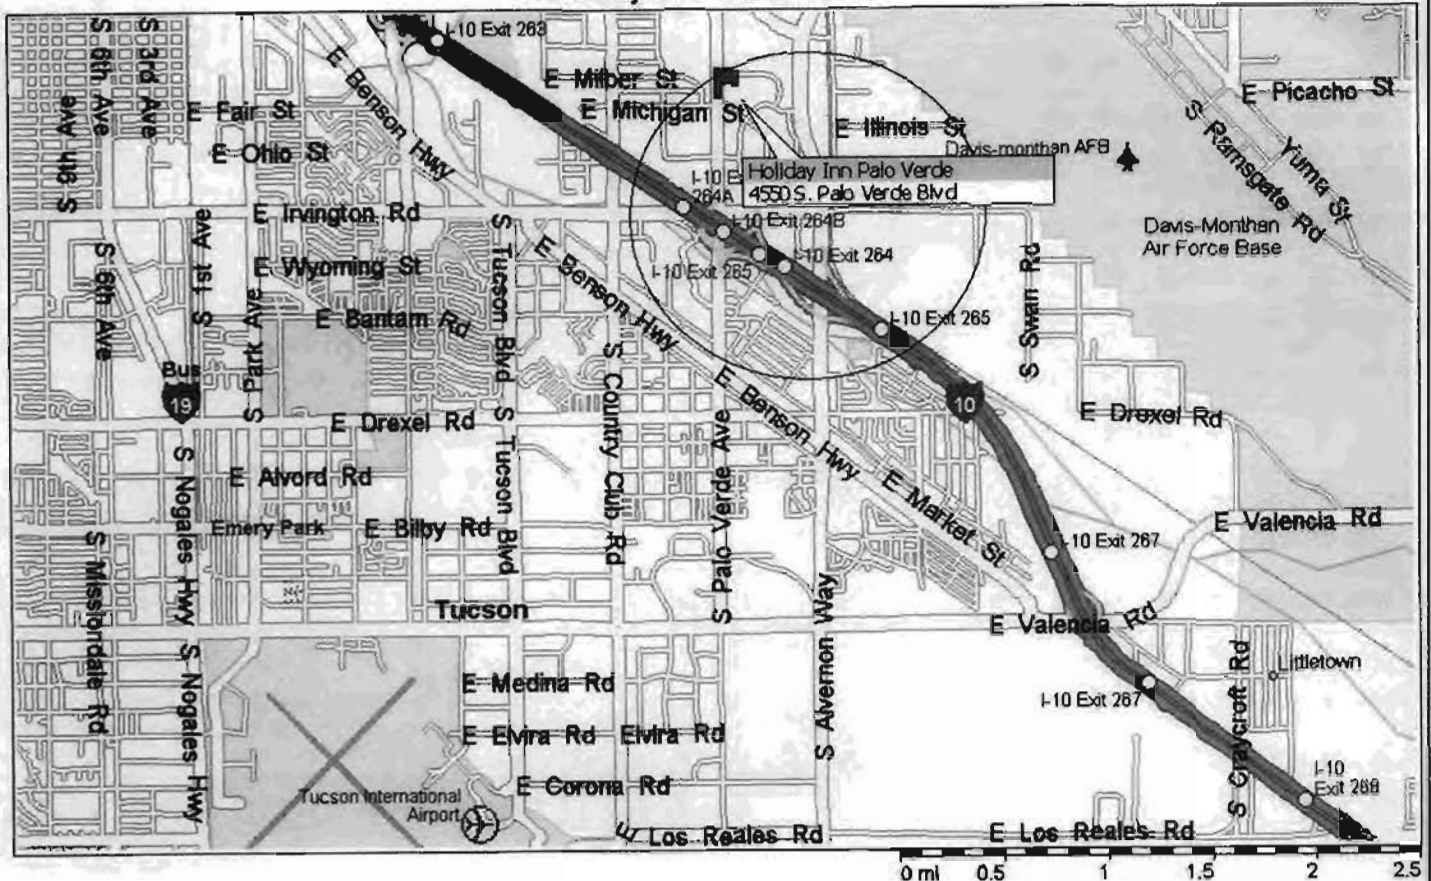 I-10 Exit 263
S 6th Ave
S 3rd Ave
E Benson Hwy
E Milber St
E Michigan St
E Picacho St
E Fair St
S 4th Ave
E Illinois St
Davis-monthan AFB
S Ramsgate Rd
Yuma St
E Ohio St
Holiday Inn Palo Verde
4550 S. Palo Verde Blvd
I-10 E
264A
E Irvington Rd
I-10 Exit 264B
Davis-Monthan
Air Force Base
S 6th Ave
S 1st Ave
E Wyoming St
S Tucson Blvd
E Benson Hwy
I-10 Exit 265
I-10 Exit 264
S Swan Rd
S Park Ave
E Bantam Rd
I-10 Exit 265
Bus
19
S Country Club Rd
E Benson Hwy
10
E Drexel Rd
E Drexel Rd
S Nogales Hwy
E Alvord Rd
S Tucson Blvd
S Palo Verde Ave
E Market St
Emery Park
E Bilby Rd
E Valencia Rd
I-10 Exit 267
S Missiondale Rd
Tucson
S Alvernon Way
E Valencia Rd
S Nogales Hwy
E Medina Rd
Littletown
S Craycroft Rd
I-10 Exit 267
E Elvira Rd
Elvira Rd
E Corona Rd
I-10
Exit 268
Tucson International
Airport
E Los Reales Rd
E Los Reales Rd
0 mi 0.5 1 1.5 2 2.5